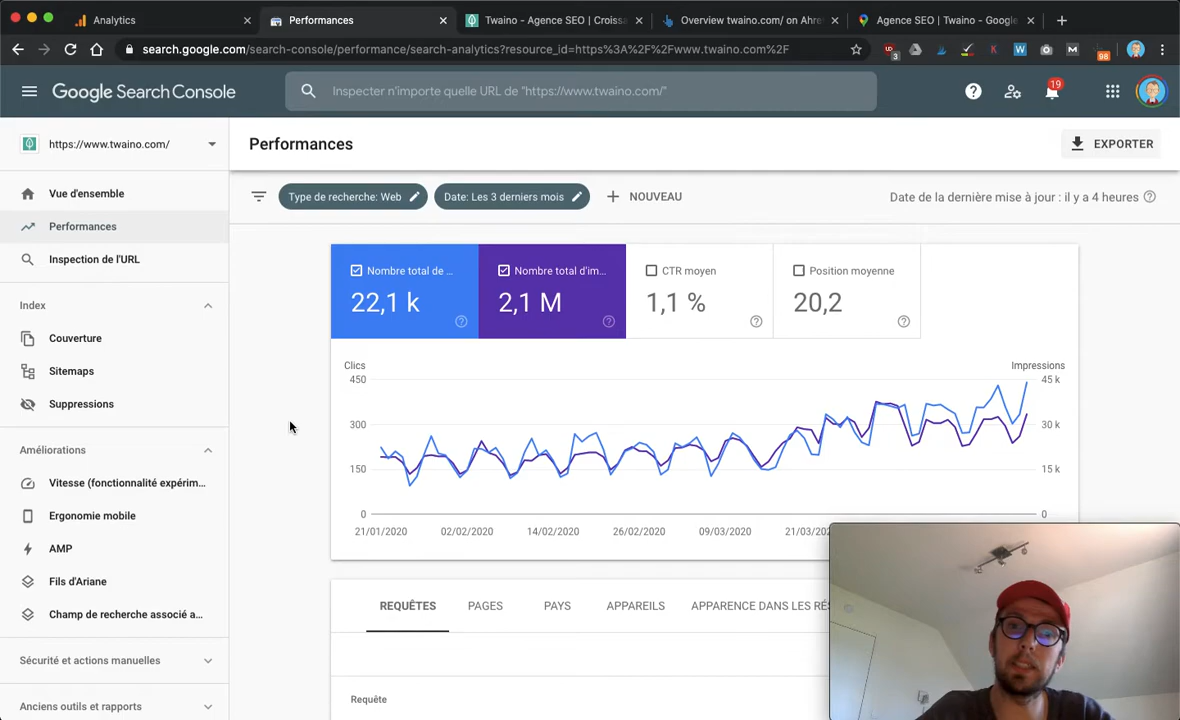 Analytics
Performances
Twaino - Agence SEO | Croiss
Overview twaino.com/ on Ahre
Agence SEO | Twaino - Google
search.google.com/search-console/performance/search-analytics?resource_id=https%3A%2F%2Fwww.twaino.com%2F
3
K
W
M
98
Google Search Console
Inspecter n'importe quelle URL de "https://www.twaino.com/"
19
https://www.twaino.com/
Performances
EXPORTER
Vue d'ensemble
Performances
Inspection de l'URL
Type de recherche: Web
Date: Les 3 derniers mois
NOUVEAU
Date de la dernière mise à jour : il y a 4 heures
Index
Couverture
Sitemaps
Suppressions
Améliorations
Vitesse (fonctionnalité expérim...
Ergonomie mobile
AMP
Fils d'Ariane
Champ de recherche associé a...
Sécurité et actions manuelles
Anciens outils et rapports
Nombre total de ...
22,1 k
Nombre total d'im...
2,1 M
CTR moyen
1,1 %
Position moyenne
20,2
Clics
Impressions
450
300
150
0
45 k
30 k
15 k
0
21/01/2020
02/02/2020
14/02/2020
26/02/2020
09/03/2020
21/03/
REQUÊTES
PAGES
PAYS
APPAREILS
APPARENCE DANS LES RÉS
Requête